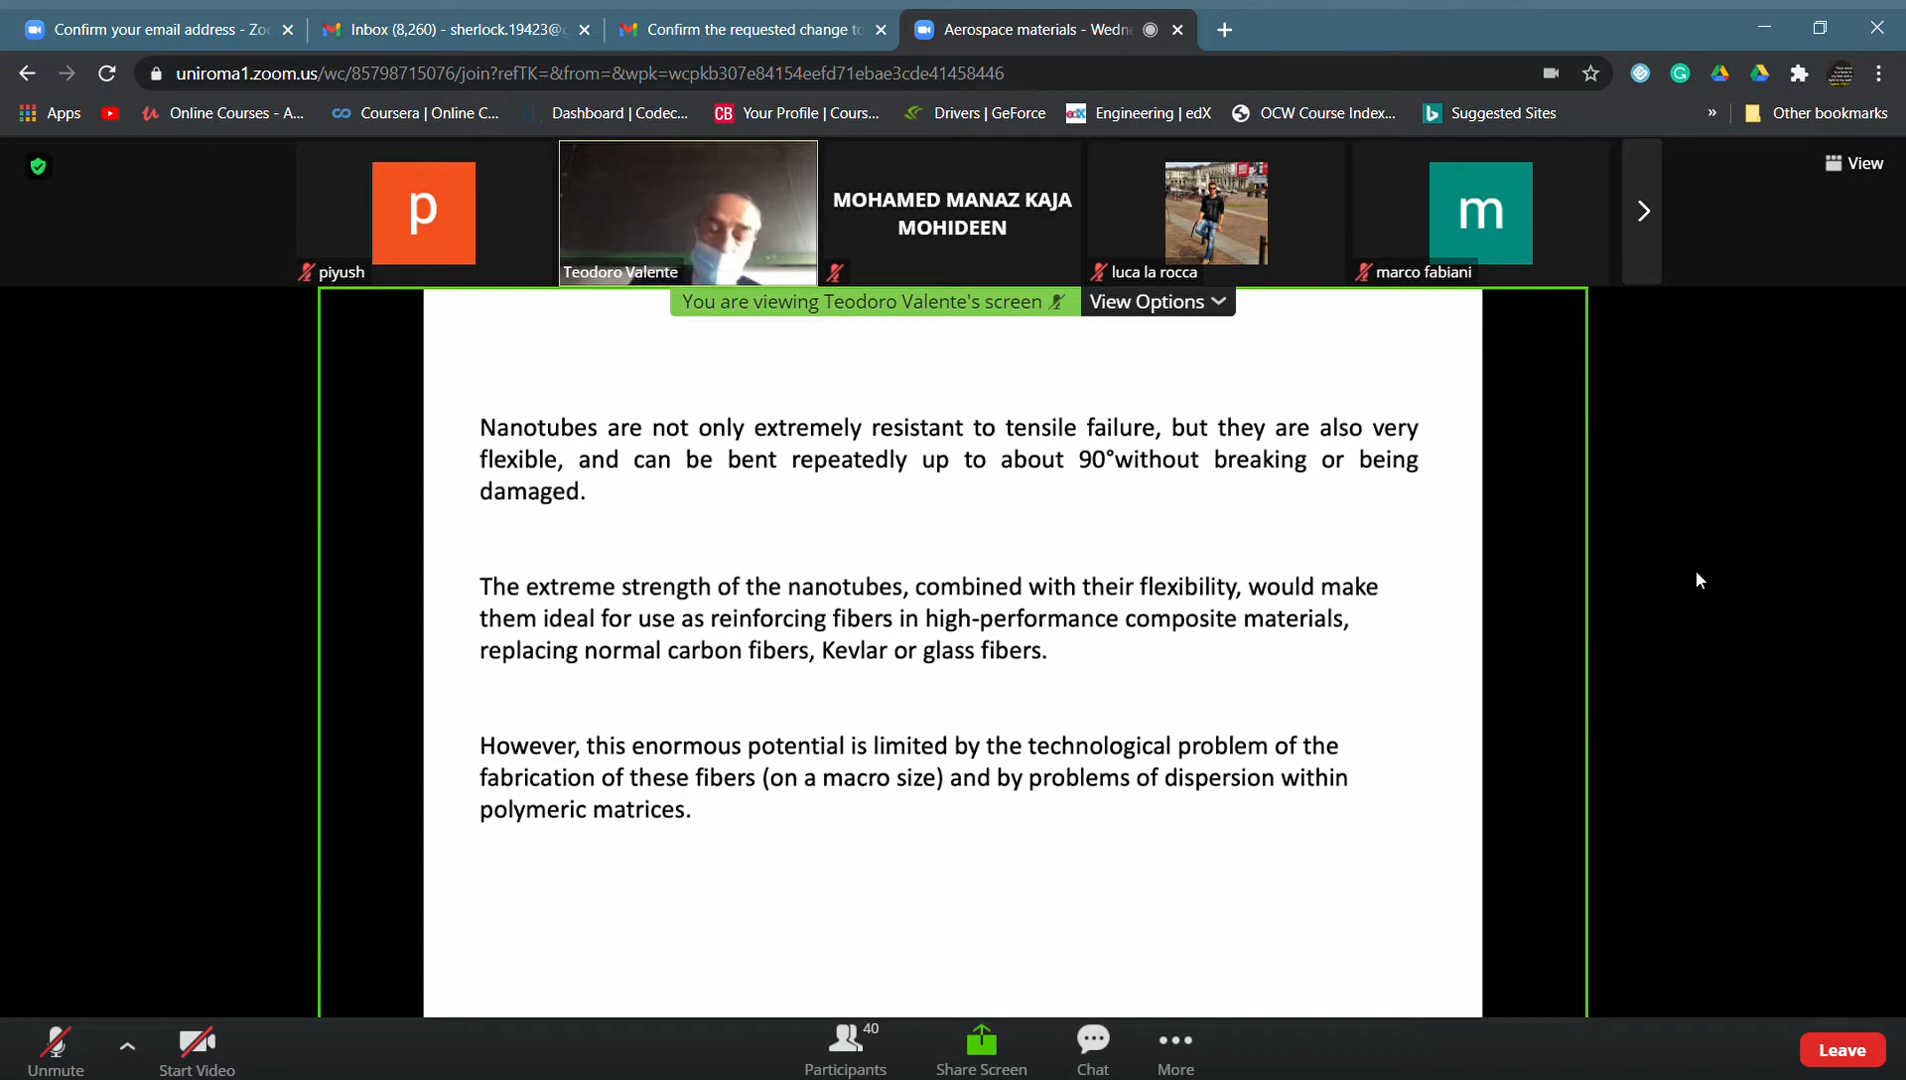 Confirm your email address - Zoo
Inbox (8,260) - sherlock.19423@g
Confirm the requested change to
Aerospace materials - Wedne
uniroma1.zoom.us/wc/85798715076/join?refTK=&from=&wpk=wcpkb307e84154eefd71ebae3cde41458446
Apps
Online Courses - A...
Coursera | Online C...
Dashboard | Codec...
CB
Your Profile | Cours...
Drivers | GeForce
edX
Engineering | edX
OCW Course Index...
Suggested Sites
»
Other bookmarks
View
p
MOHAMED MANAZ KAJA
MOHIDEEN
m
piyush
Teodoro Valente
luca la rocca
marco fabiani
You are viewing Teodoro Valente's screen
View Options
Nanotubes are not only extremely resistant to tensile failure, but they are also very
flexible, and can be bent repeatedly up to about 90°without breaking or being
damaged.
The extreme strength of the nanotubes, combined with their flexibility, would make
them ideal for use as reinforcing fibers in high-performance composite materials,
replacing normal carbon fibers, Kevlar or glass fibers.
However, this enormous potential is limited by the technological problem of the
fabrication of these fibers (on a macro size) and by problems of dispersion within
polymeric matrices.
Unmute
Start Video
Participants
40
Share Screen
Chat
More
Leave